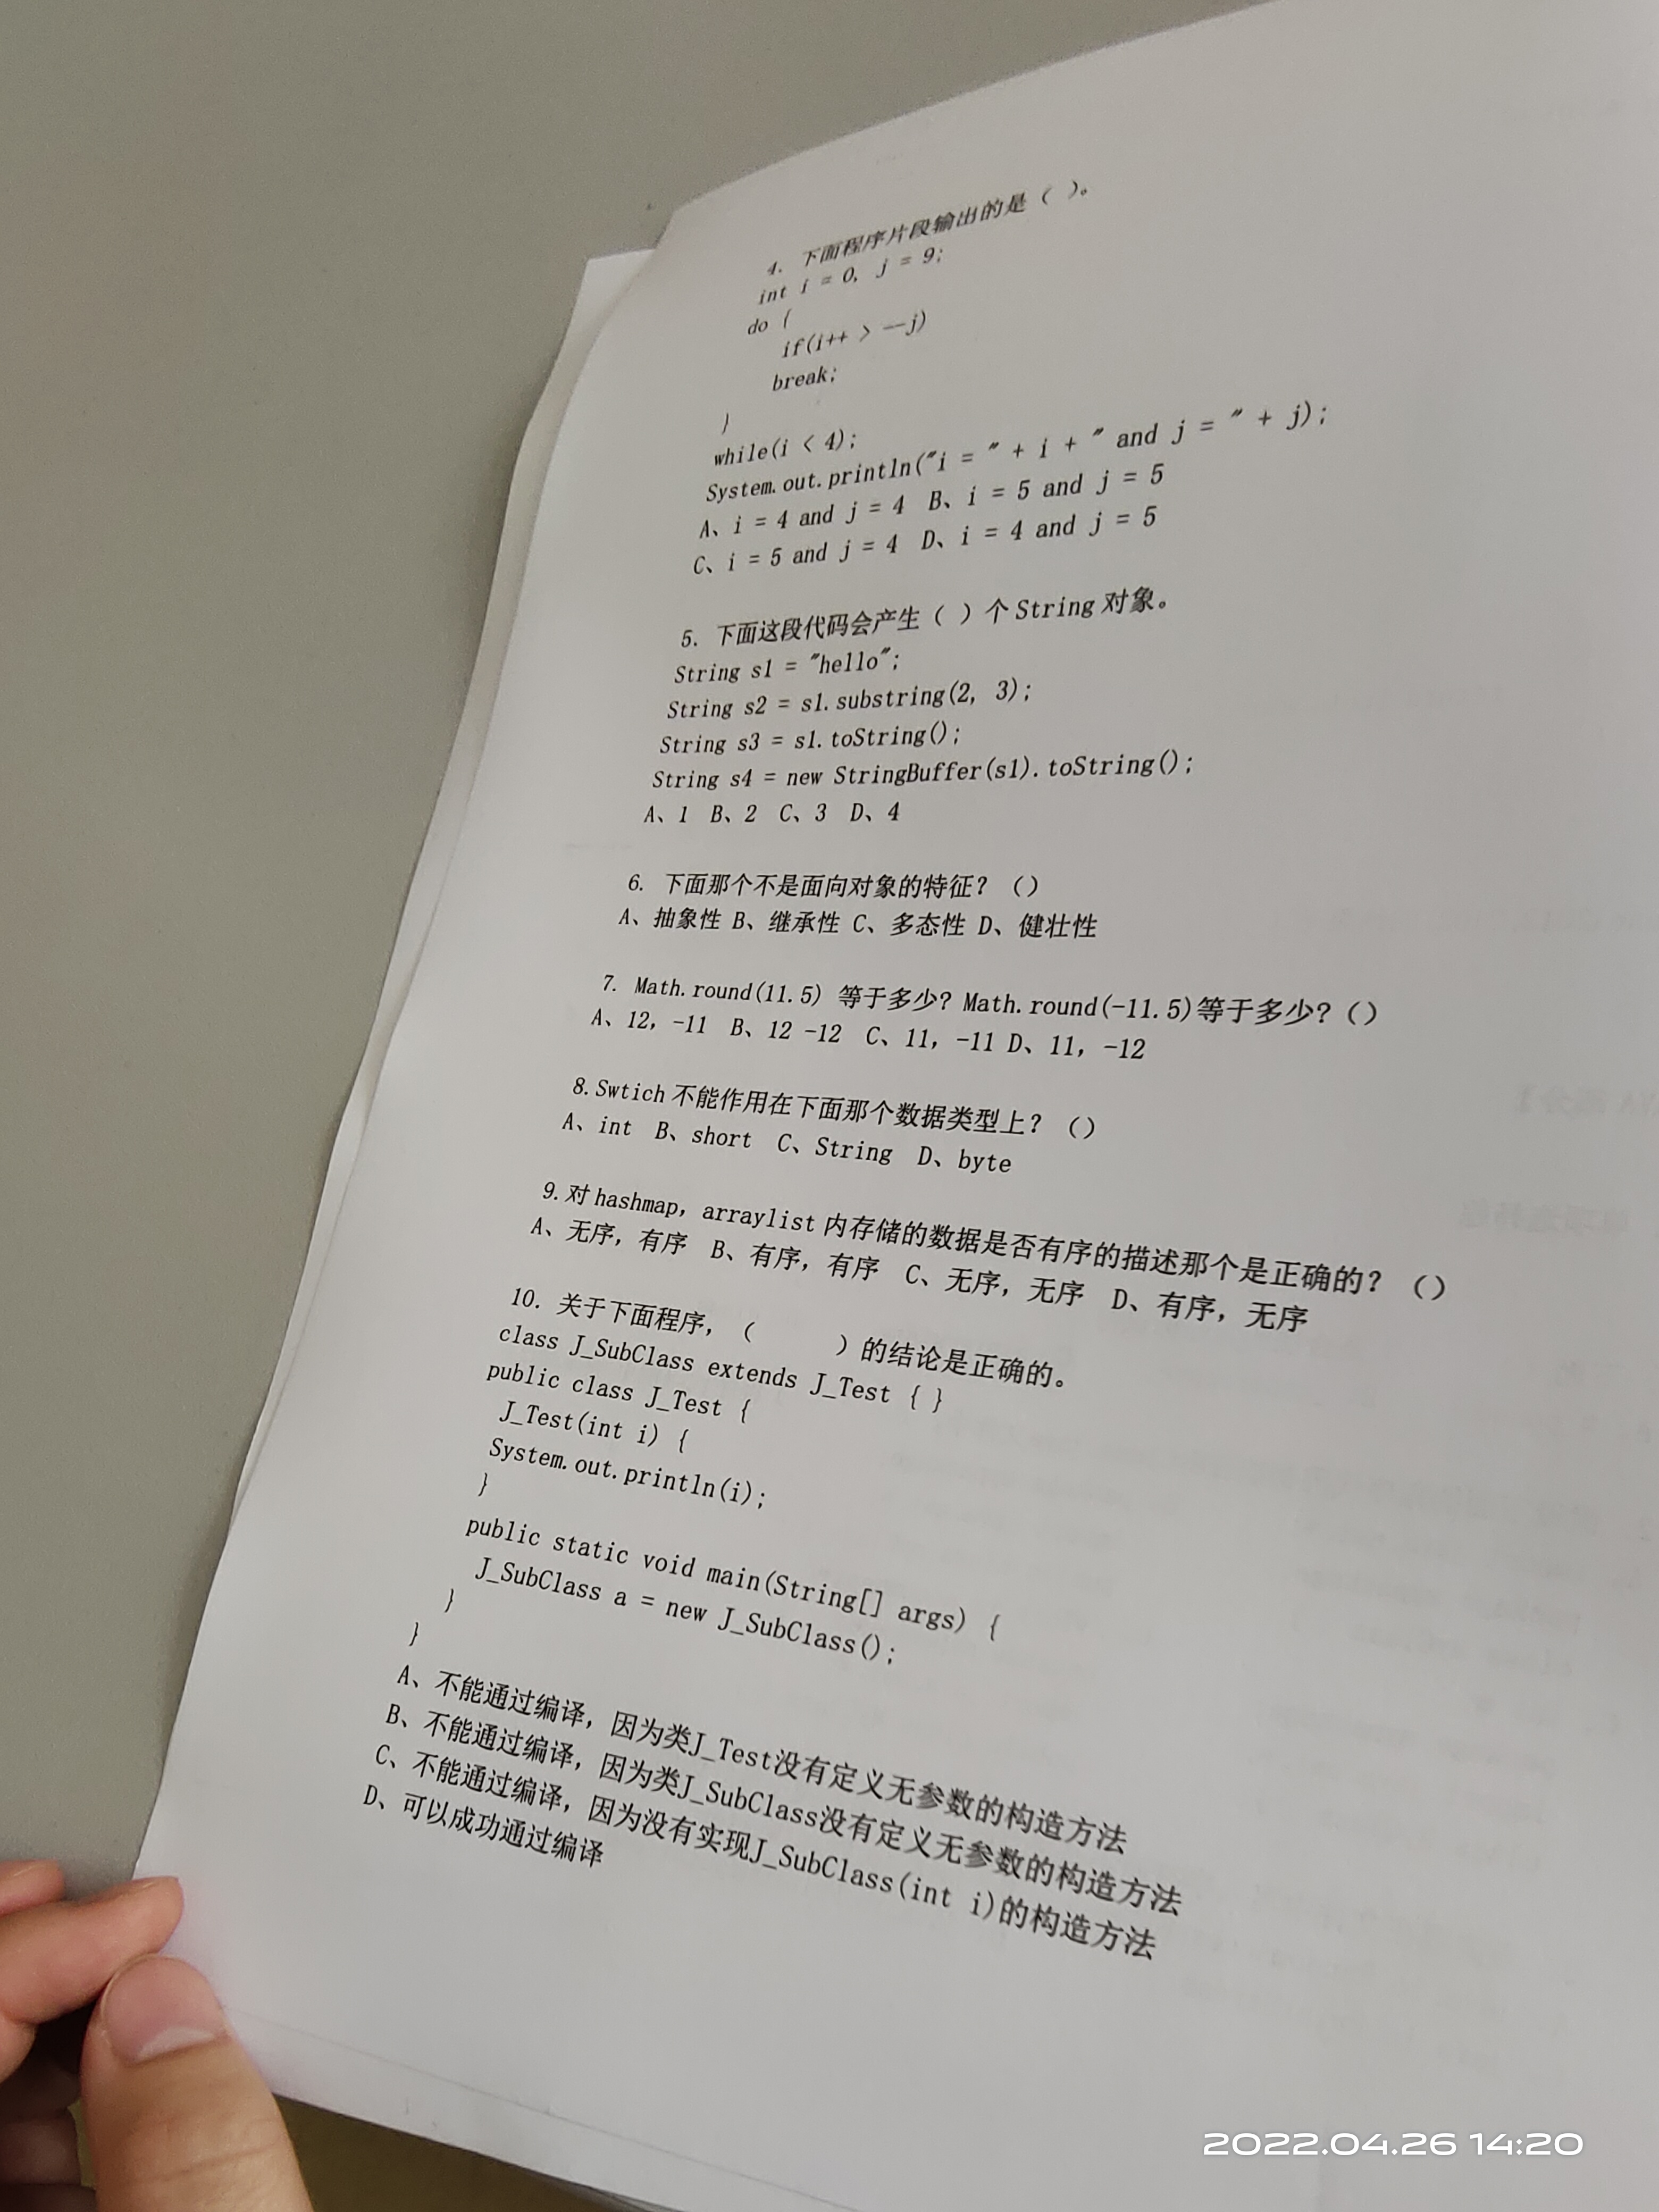 4. 下面程序片段输出的是（ ）。
int i = 0, j = 9;
do {
if(i++ > --j)
break;
}
while(i < 4);
System.out.println("i = " + i + " and j = " + j);
A、i = 4 and j = 4 B、i = 5 and j = 5
C、i = 5 and j = 4 D、i = 4 and j = 5
5. 下面这段代码会产生（ ）个 String 对象。
String s1 = "hello";
String s2 = s1.substring(2, 3);
String s3 = s1.toString();
String s4 = new StringBuffer(s1).toString();
A、1 B、2 C、3 D、4
6. 下面那个不是面向对象的特征？（）
A、抽象性 B、继承性 C、多态性 D、健壮性
7. Math.round(11.5) 等于多少? Math.round(-11.5)等于多少?（）
A、12, -11 B、12 -12 C、11, -11 D、11, -12
8.Swtich 不能作用在下面那个数据类型上？（）
A、int B、short C、String D、byte
9.对 hashmap, arraylist 内存储的数据是否有序的描述那个是正确的？（）
A、无序，有序 B、有序，有序 C、无序，无序 D、有序，无序
10. 关于下面程序，（ ）的结论是正确的。
class J_SubClass extends J_Test { }
public class J_Test {
J_Test(int i) {
System.out.println(i);
}
public static void main(String[] args) {
J_SubClass a = new J_SubClass();
}
}
A、不能通过编译，因为类J_Test没有定义无参数的构造方法
B、不能通过编译，因为类J_SubClass没有定义无参数的构造方法
C、不能通过编译，因为没有实现J_SubClass(int i)的构造方法
D、可以成功通过编译
2022.04.26 14:20